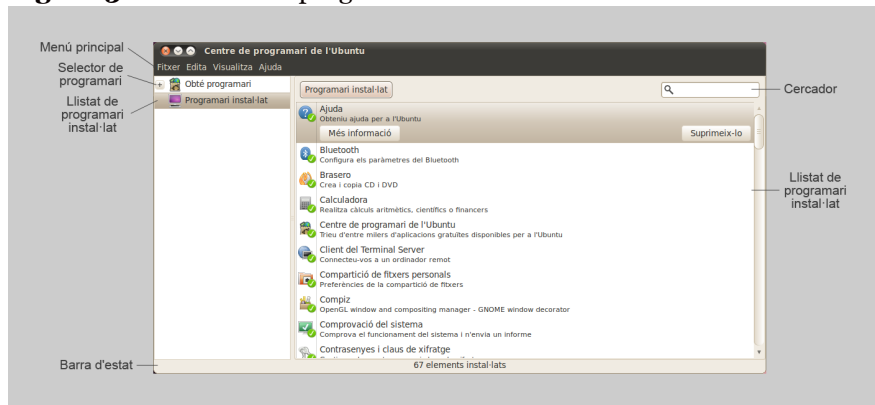 Menú principal
Selector de
programari
Llistat de
programari
instal·lat
Barra d'estat
Centre de programari de l'Ubuntu
Fitxer Edita Visualitza Ajuda
Obté programari
Programari instal·lat
Programari instal·lat
Ajuda
Obteniu ajuda per a l'Ubuntu
Més informació
Suprimeix-lo
Bluetooth
Configura els paràmetres del Bluetooth
Brasero
Crea i copia CD i DVD
Calculadora
Realitza càlculs aritmètics, científics o financers
Centre de programari de l'Ubuntu
Trieu d'entre milers d'aplicacions gratuïtes disponibles per a l'Ubuntu
Client del Terminal Server
Connecteu-vos a un ordinador remot
Compartició de fitxers personals
Preferències de la compartició de fitxers
Compiz
OpenGL window and compositing manager - GNOME window decorator
Comprovació del sistema
Comprova el funcionament del sistema i n'envia un informe
Contrasenyes i claus de xifratge
67 elements instal·lats
Cercador
Llistat de
programari
instal·lat